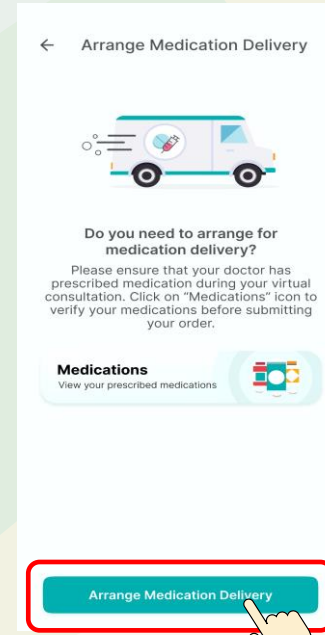 ← Arrange Medication Delivery
Do you need to arrange for
medication delivery?
Please ensure that your doctor has
prescribed medication during your virtual
consultation. Click on "Medications" icon to
verify your medications before submitting
your order.
Medications
View your prescribed medications
Arrange Medication Delivery